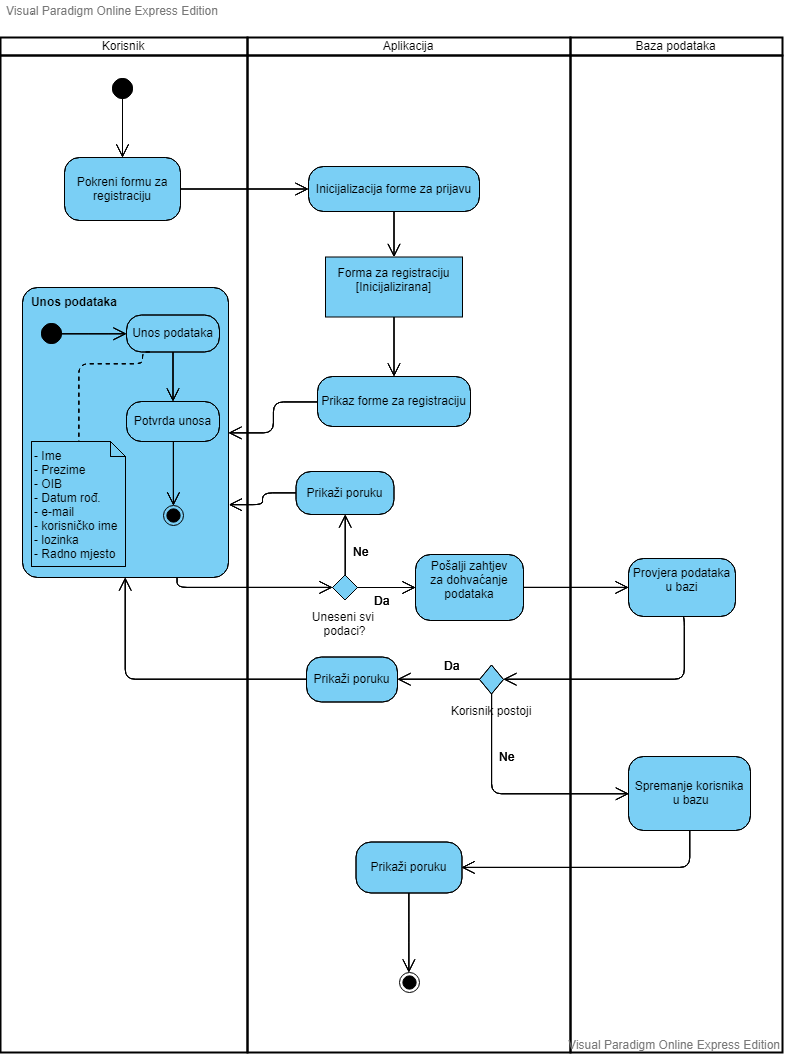 Visual Paradigm Online Express Edition
Korisnik
Aplikacija
Baza podataka
Pokreni formu za
registraciju
Inicijalizacija forme za prijavu
Forma za registraciju
[Inicijalizirana]
Unos podataka
Unos podataka
Prikaz forme za registraciju
Potvrda unosa
- Ime
- Prezime
- OIB
- Datum rođ.
- e-mail
- korisničko ime
- lozinka
- Radno mjesto
Prikaži poruku
Ne
Da
Uneseni svi
podaci?
Pošalji zahtjev
za dohvaćanje
podataka
Provjera podataka
u bazi
Prikaži poruku
Da
Korisnik postoji
Ne
Spremanje korisnika
u bazu
Prikaži poruku
Visual Paradigm Online Express Edition